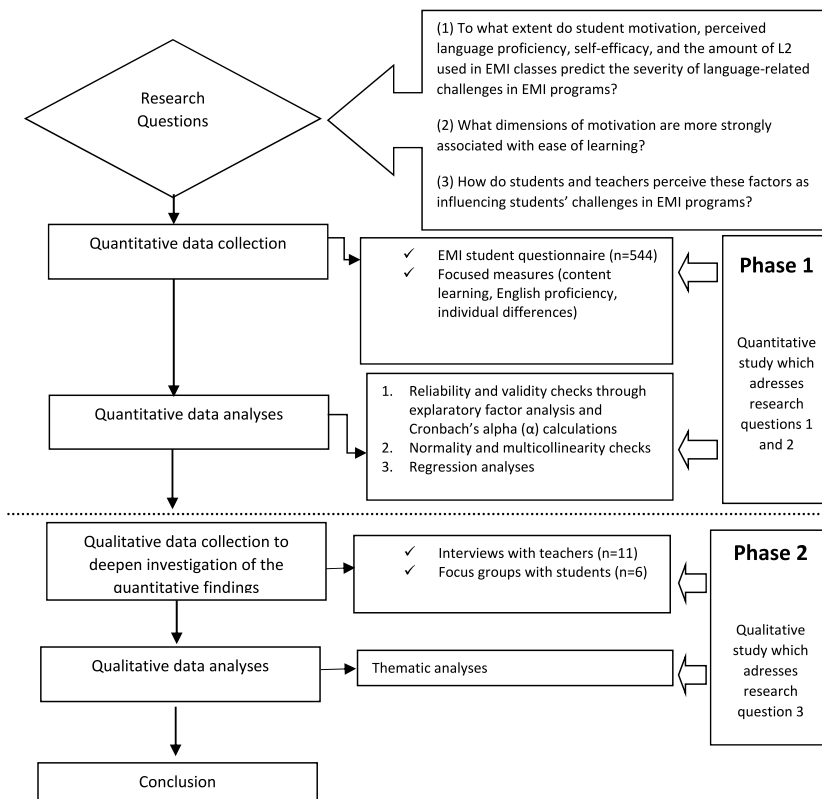 Research
Questions
(1) To what extent do student motivation, perceived
language proficiency, self-efficacy, and the amount of L2
used in EMI classes predict the severity of language-related
challenges in EMI programs?
(2) What dimensions of motivation are more strongly
associated with ease of learning?
(3) How do students and teachers perceive these factors as
influencing students’ challenges in EMI programs?
Quantitative data collection
✓ EMI student questionnaire (n=544)
✓ Focused measures (content
learning, English proficiency,
individual differences)
Phase 1
Quantitative
study which
adresses
research
questions 1
and 2
Quantitative data analyses
1. Reliability and validity checks through
explaratory factor analysis and
Cronbach’s alpha (α) calculations
2. Normality and multicollinearity checks
3. Regression analyses
Qualitative data collection to
deepen investigation of the
quantitative findings
✓ Interviews with teachers (n=11)
✓ Focus groups with students (n=6)
Phase 2
Qualitative
study which
adresses
research
question 3
Qualitative data analyses
Thematic analyses
Conclusion